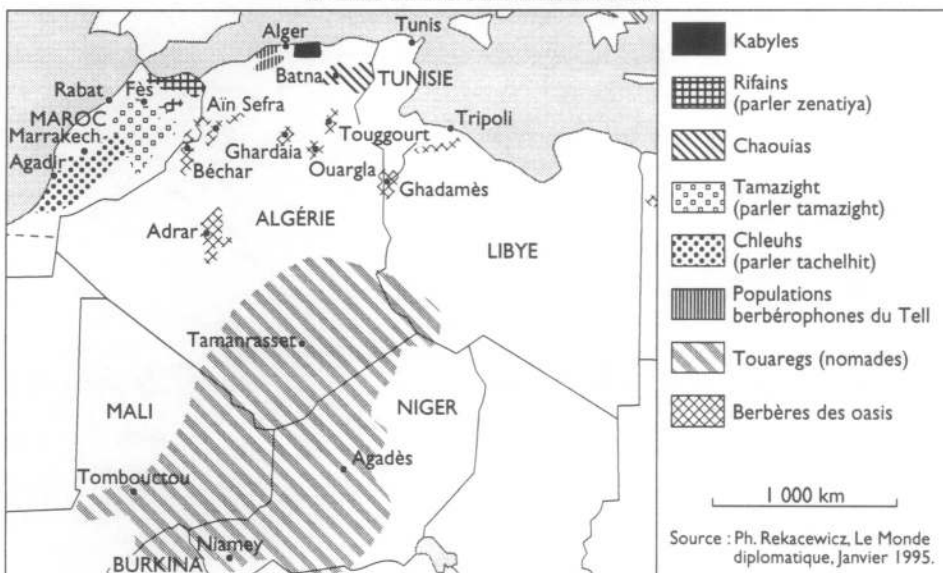 Alger
Tunis
Batna
TUNISIE
Rabat
Fès
Aïn Sefra
MAROC
Marrakech
Agadir
Béchar
Ghardaia
Ouargla
Touggourt
Tripoli
Ghadamès
Adrar
ALGÉRIE
LIBYE
Tamanrasset
MALI
NIGER
Agadès
Tombouctou
Niamey
BURKINA
Kabyles
Rifains
(parler zenatiya)
Chaouias
Tamazight
(parler tamazight)
Chleuhs
(parler tachelhit)
Populations
berbérophones du Tell
Touaregs (nomades)
Berbères des oasis
1 000 km
Source : Ph. Rekacewicz, Le Monde
diplomatique, Janvier 1995.